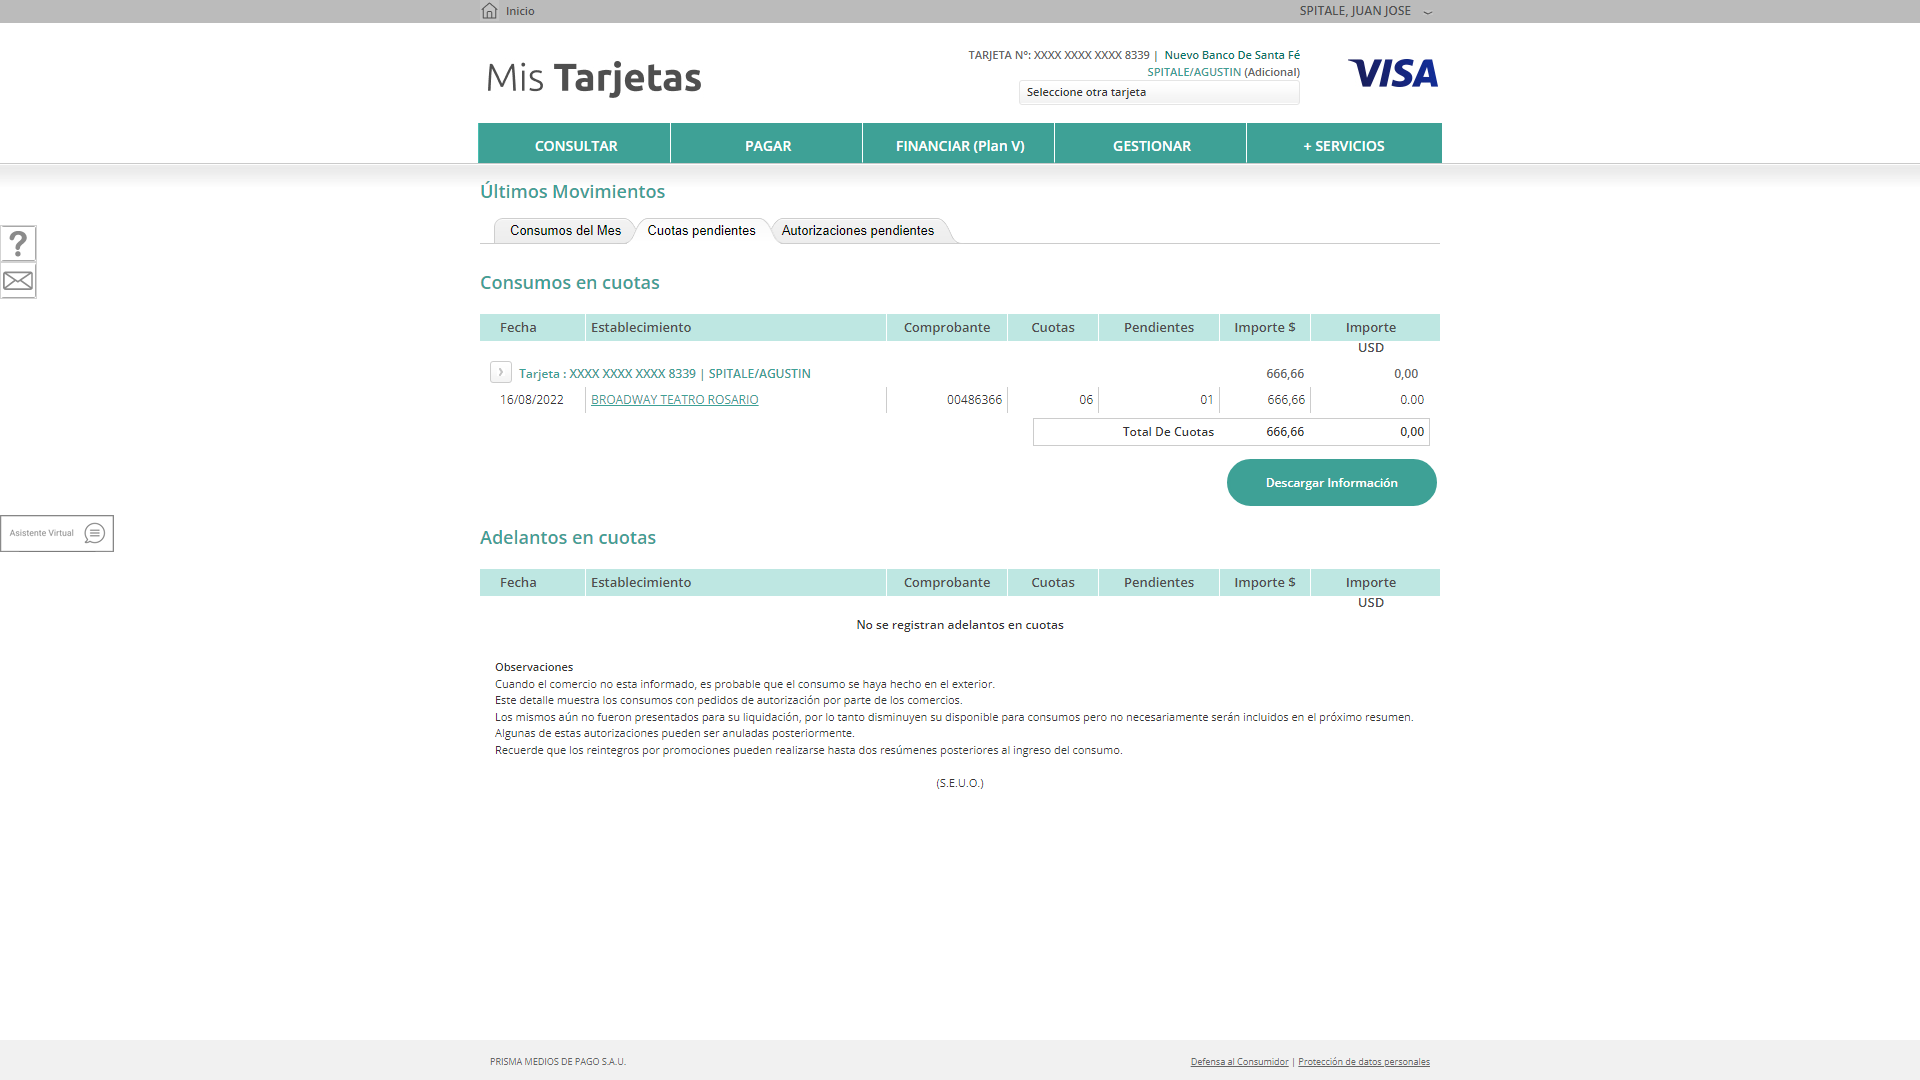 Inicio
SPITALE, JUAN JOSE
Mis Tarjetas
TARJETA Nº: XXXX XXXX XXXX 8339 | Nuevo Banco De Santa Fé
SPITALE/AGUSTIN (Adicional)
Seleccione otra tarjeta
VISA
CONSULTAR PAGAR FINANCIAR (Plan V) GESTIONAR + SERVICIOS
Últimos Movimientos
Consumos del Mes Cuotas pendientes Autorizaciones pendientes
?
Consumos en cuotas
Fecha Establecimiento Comprobante Cuotas Pendientes Importe $ Importe
USD
Tarjeta : XXXX XXXX XXXX 8339 | SPITALE/AGUSTIN 666,66 0,00
16/08/2022 BROADWAY TEATRO ROSARIO 00486366 06 01 666,66 0.00
Total De Cuotas 666,66 0,00
Descargar Información
Asistente Virtual
Adelantos en cuotas
Fecha Establecimiento Comprobante Cuotas Pendientes Importe $ Importe
USD
No se registran adelantos en cuotas
Observaciones
Cuando el comercio no esta informado, es probable que el consumo se haya hecho en el exterior.
Este detalle muestra los consumos con pedidos de autorización por parte de los comercios.
Los mismos aún no fueron presentados para su liquidación, por lo tanto disminuyen su disponible para consumos pero no necesariamente serán incluidos en el próximo resumen.
Algunas de estas autorizaciones pueden ser anuladas posteriormente.
Recuerde que los reintegros por promociones pueden realizarse hasta dos resúmenes posteriores al ingreso del consumo.
(S.E.U.O.)
PRISMA MEDIOS DE PAGO S.A.U.
Defensa al Consumidor | Protección de datos personales